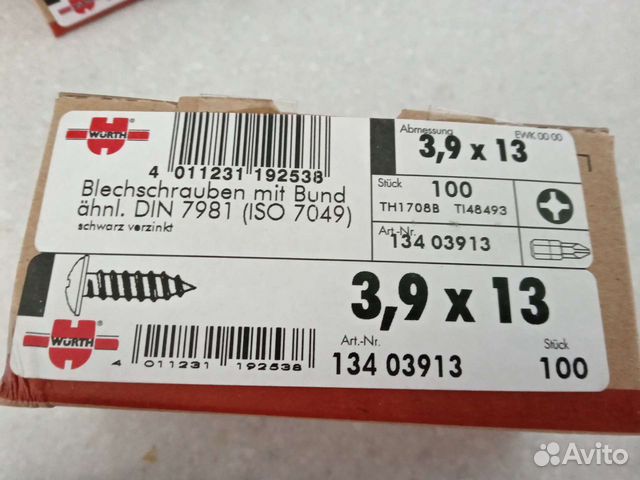 WÜRTH
4 011231 192538
Blechschrauben mit Bund
ähnl. DIN 7981 (ISO 7049)
schwarz verzinkt
Abmessung
EWK 00 00
3,9 x 13
Stück
100
TH1708B TI48493
Art.-Nr.
134 03913
WÜRTH
4 011231 192538
3,9 x 13
Art.-Nr.
134 03913
Stück
100
Avito